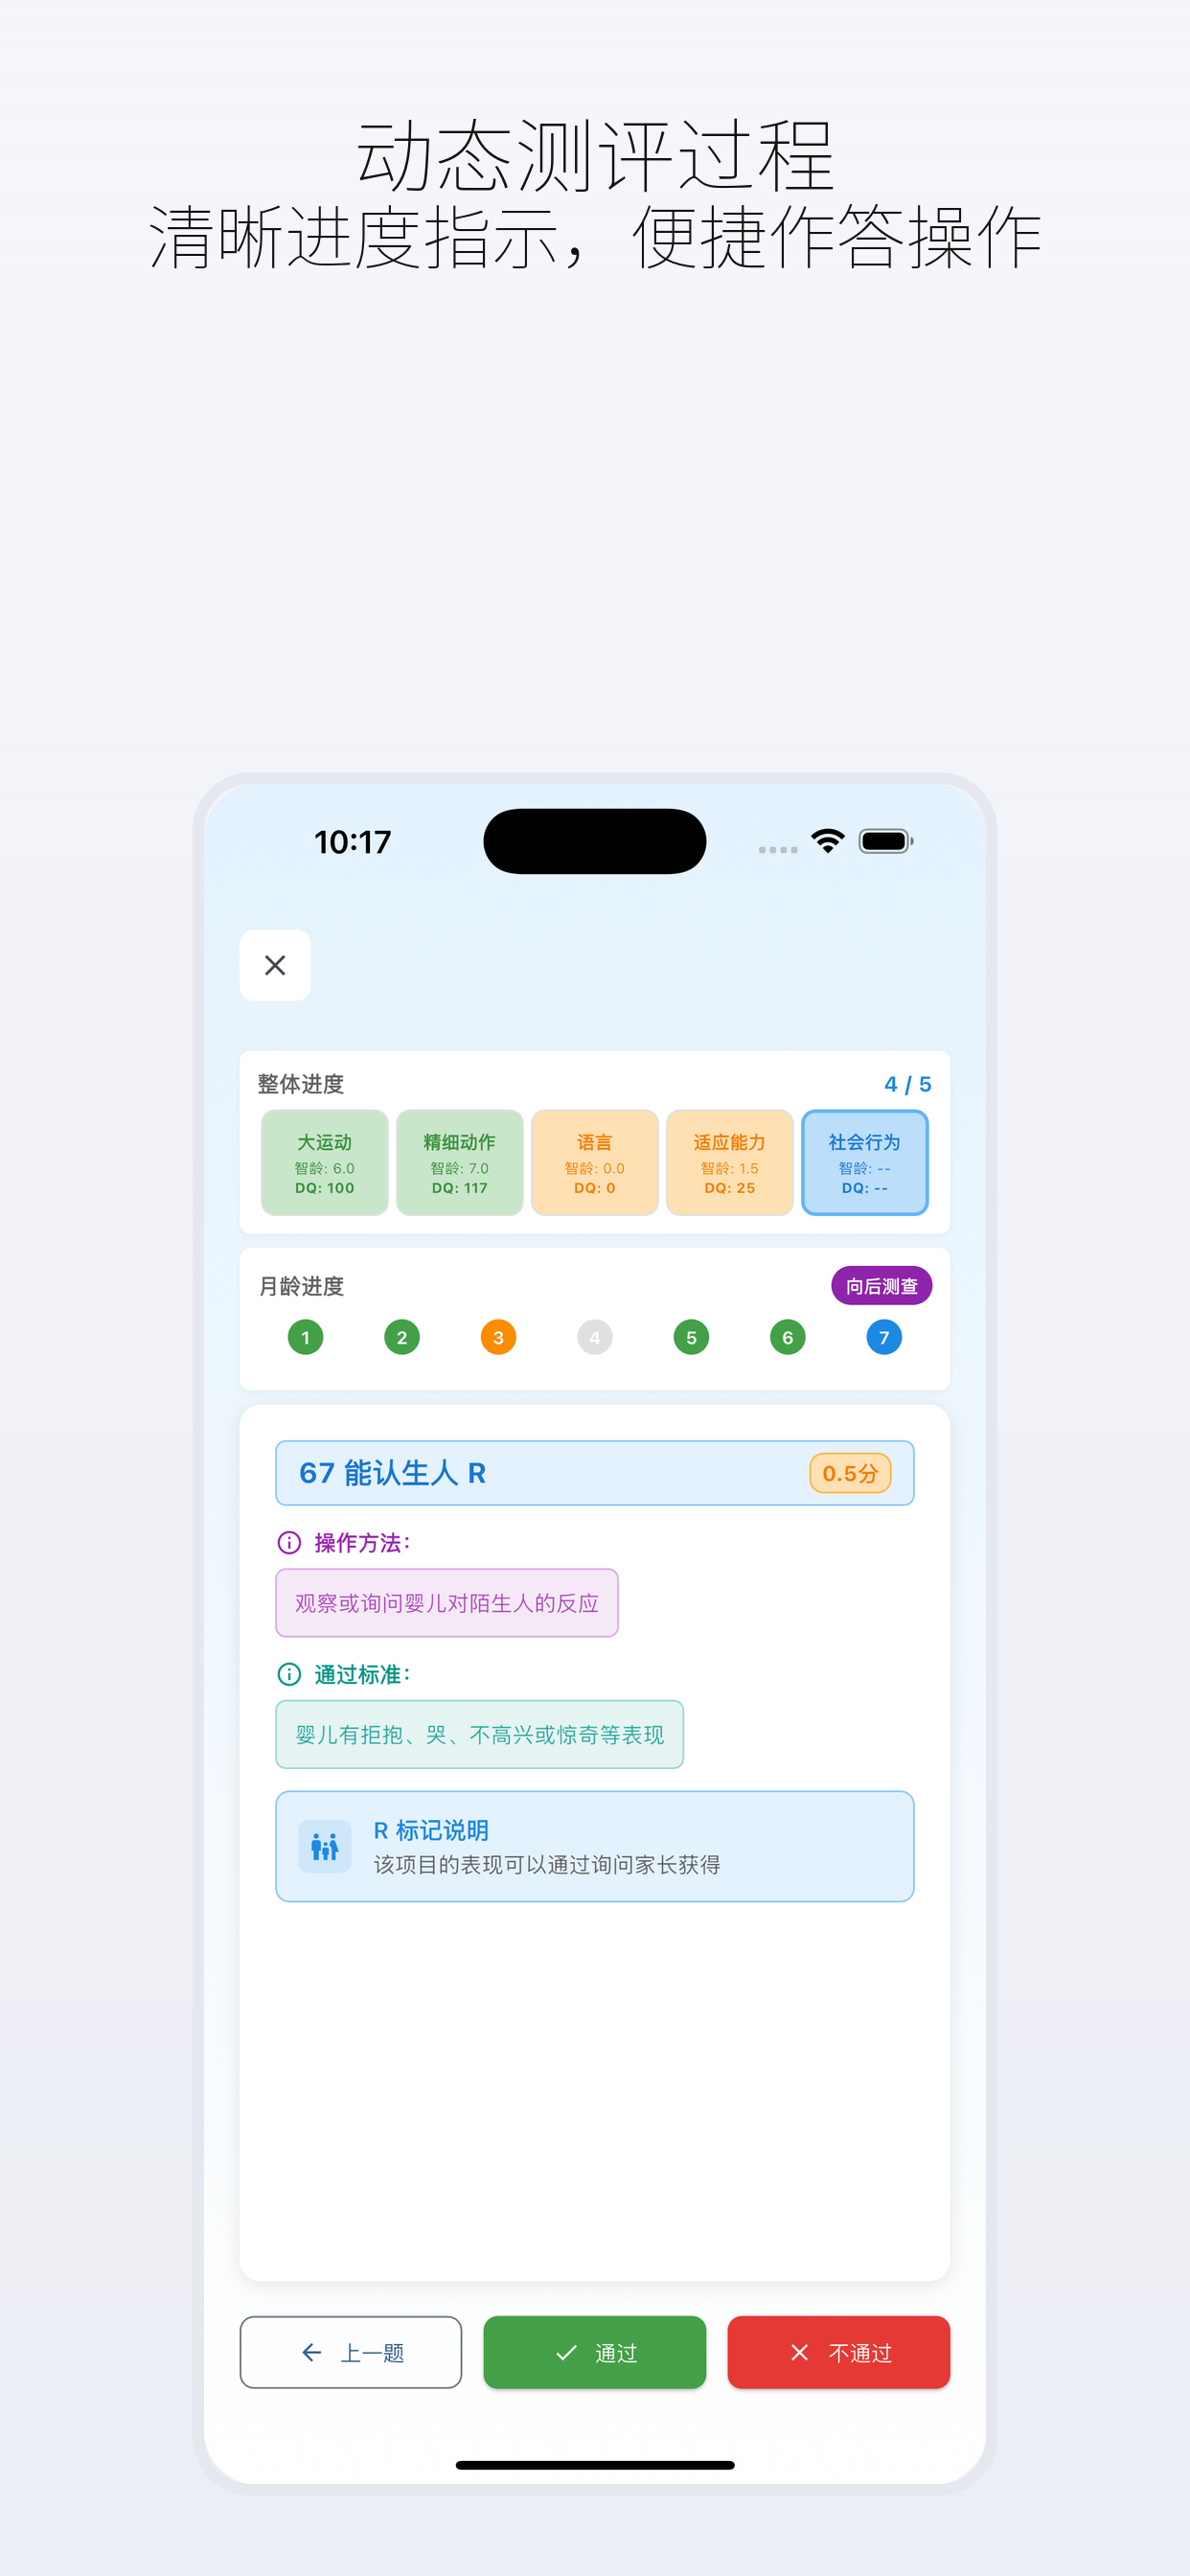 动态测评过程
清晰进度指示，便捷作答操作
10:17
整体进度
4 / 5
大运动
智龄: 6.0
DQ: 100
精细动作
智龄: 7.0
DQ: 117
语言
智龄: 0.0
DQ: 0
适应能力
智龄: 1.5
DQ: 25
社会行为
智龄: --
DQ: --
月龄进度
向后测查
1 2 3 4 5 6 7
67 能认生人 R
0.5分
操作方法：
观察或询问婴儿对陌生人的反应
通过标准：
婴儿有拒抱、哭、不高兴或惊奇等表现
R 标记说明
该项目的表现可以通过询问家长获得
上一题
通过
不通过